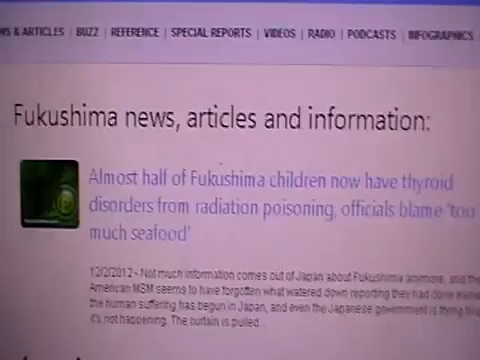 WS & ARTICLES | BUZZ | REFERENCE | SPECIAL REPORTS | VIDEOS | RADIO | PODCASTS | INFOGRAPHICS
Fukushima news, articles and information:
Almost half of Fukushima children now have thyroid
disorders from radiation poisoning, officials blame 'too
much seafood'
12/2/2012 - Not much information comes out of Japan about Fukushima anymore, and the
American MSM seems to have forgotten what watered down reporting they had done
the human suffering has begun in Japan, and even the Japanese government is trying
it's not happening. The curtain is pulled...